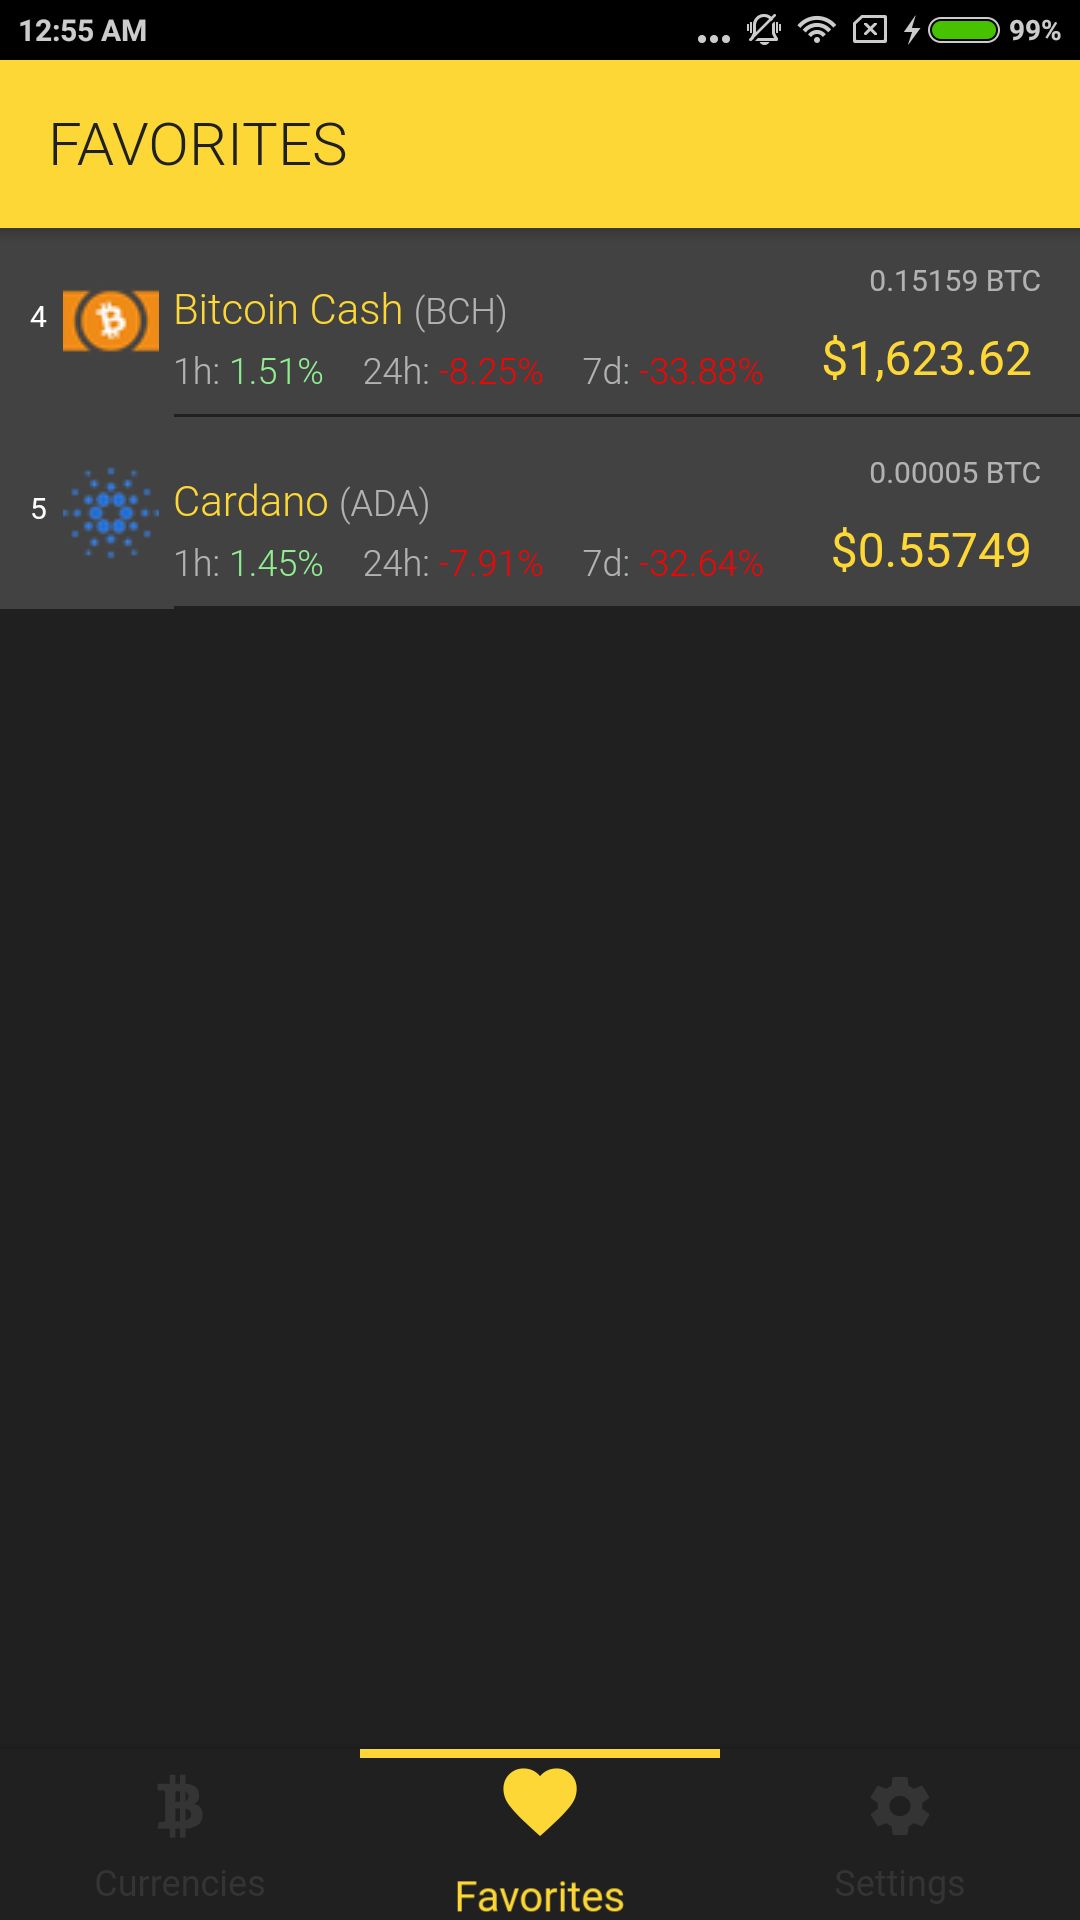 12:55 AM 99%
FAVORITES
0.15159 BTC
4 Bitcoin Cash (BCH)
1h: 1.51% 24h: -8.25% 7d: -33.88% $1,623.62
0.00005 BTC
5 Cardano (ADA)
1h: 1.45% 24h: -7.91% 7d: -32.64% $0.55749
Currencies Favorites Settings